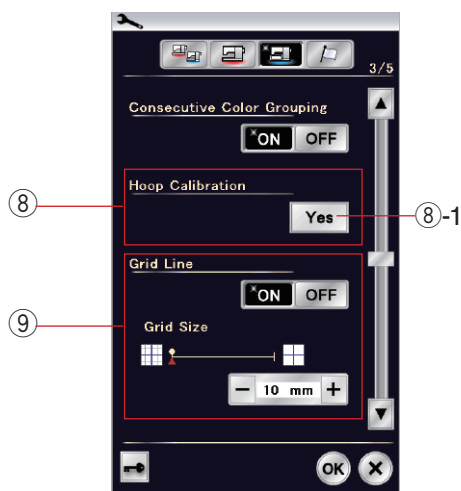 3/5
Consecutive Color Grouping
ON OFF
⑧ Hoop Calibration
Yes ⑧-1
Grid Line
ON OFF
⑨ Grid Size
− 10 mm +
OK X